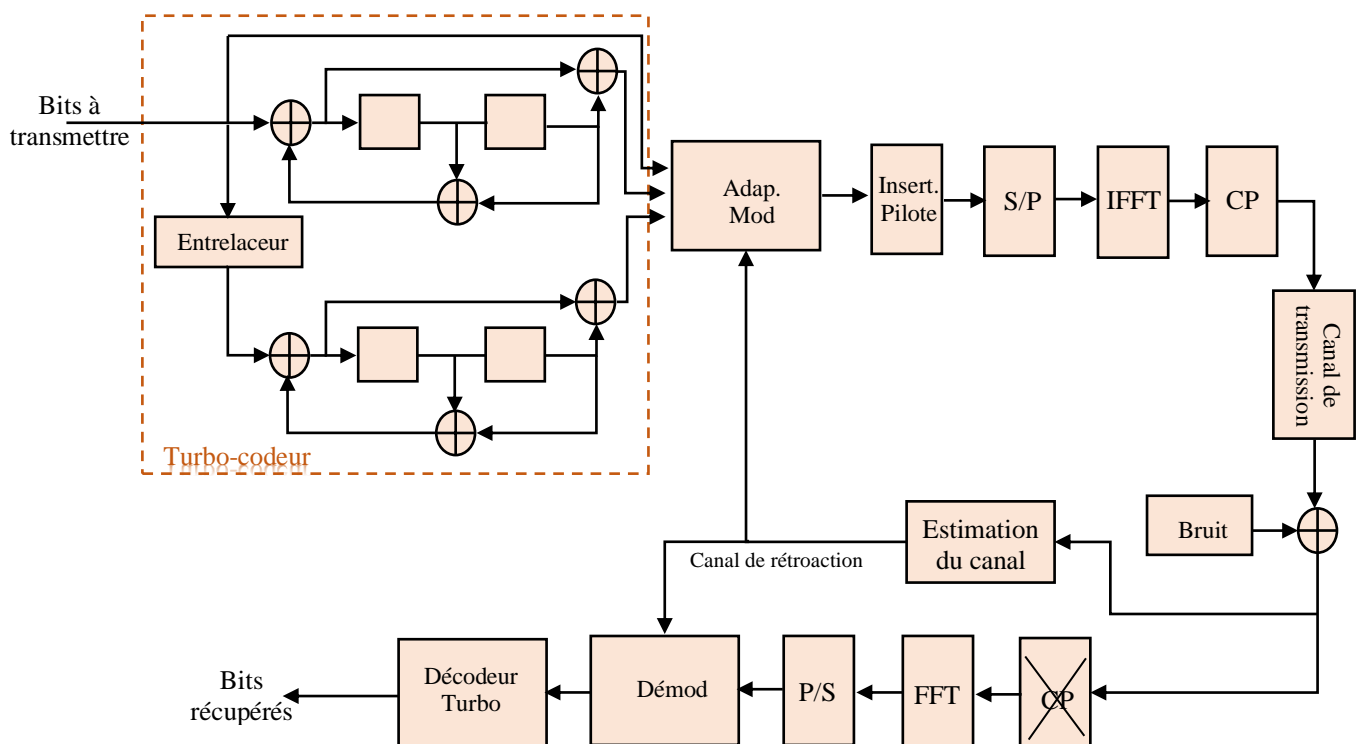 Bits à
transmettre
Entrelaceur
Turbo-codeur
Adap.
Mod
Insert.
Pilote
S/P
IFFT
CP
Canal de
transmission
Bruit
Estimation
du canal
Canal de rétroaction
Bits
récupérés
Décodeur
Turbo
Démod
P/S
FFT
CP